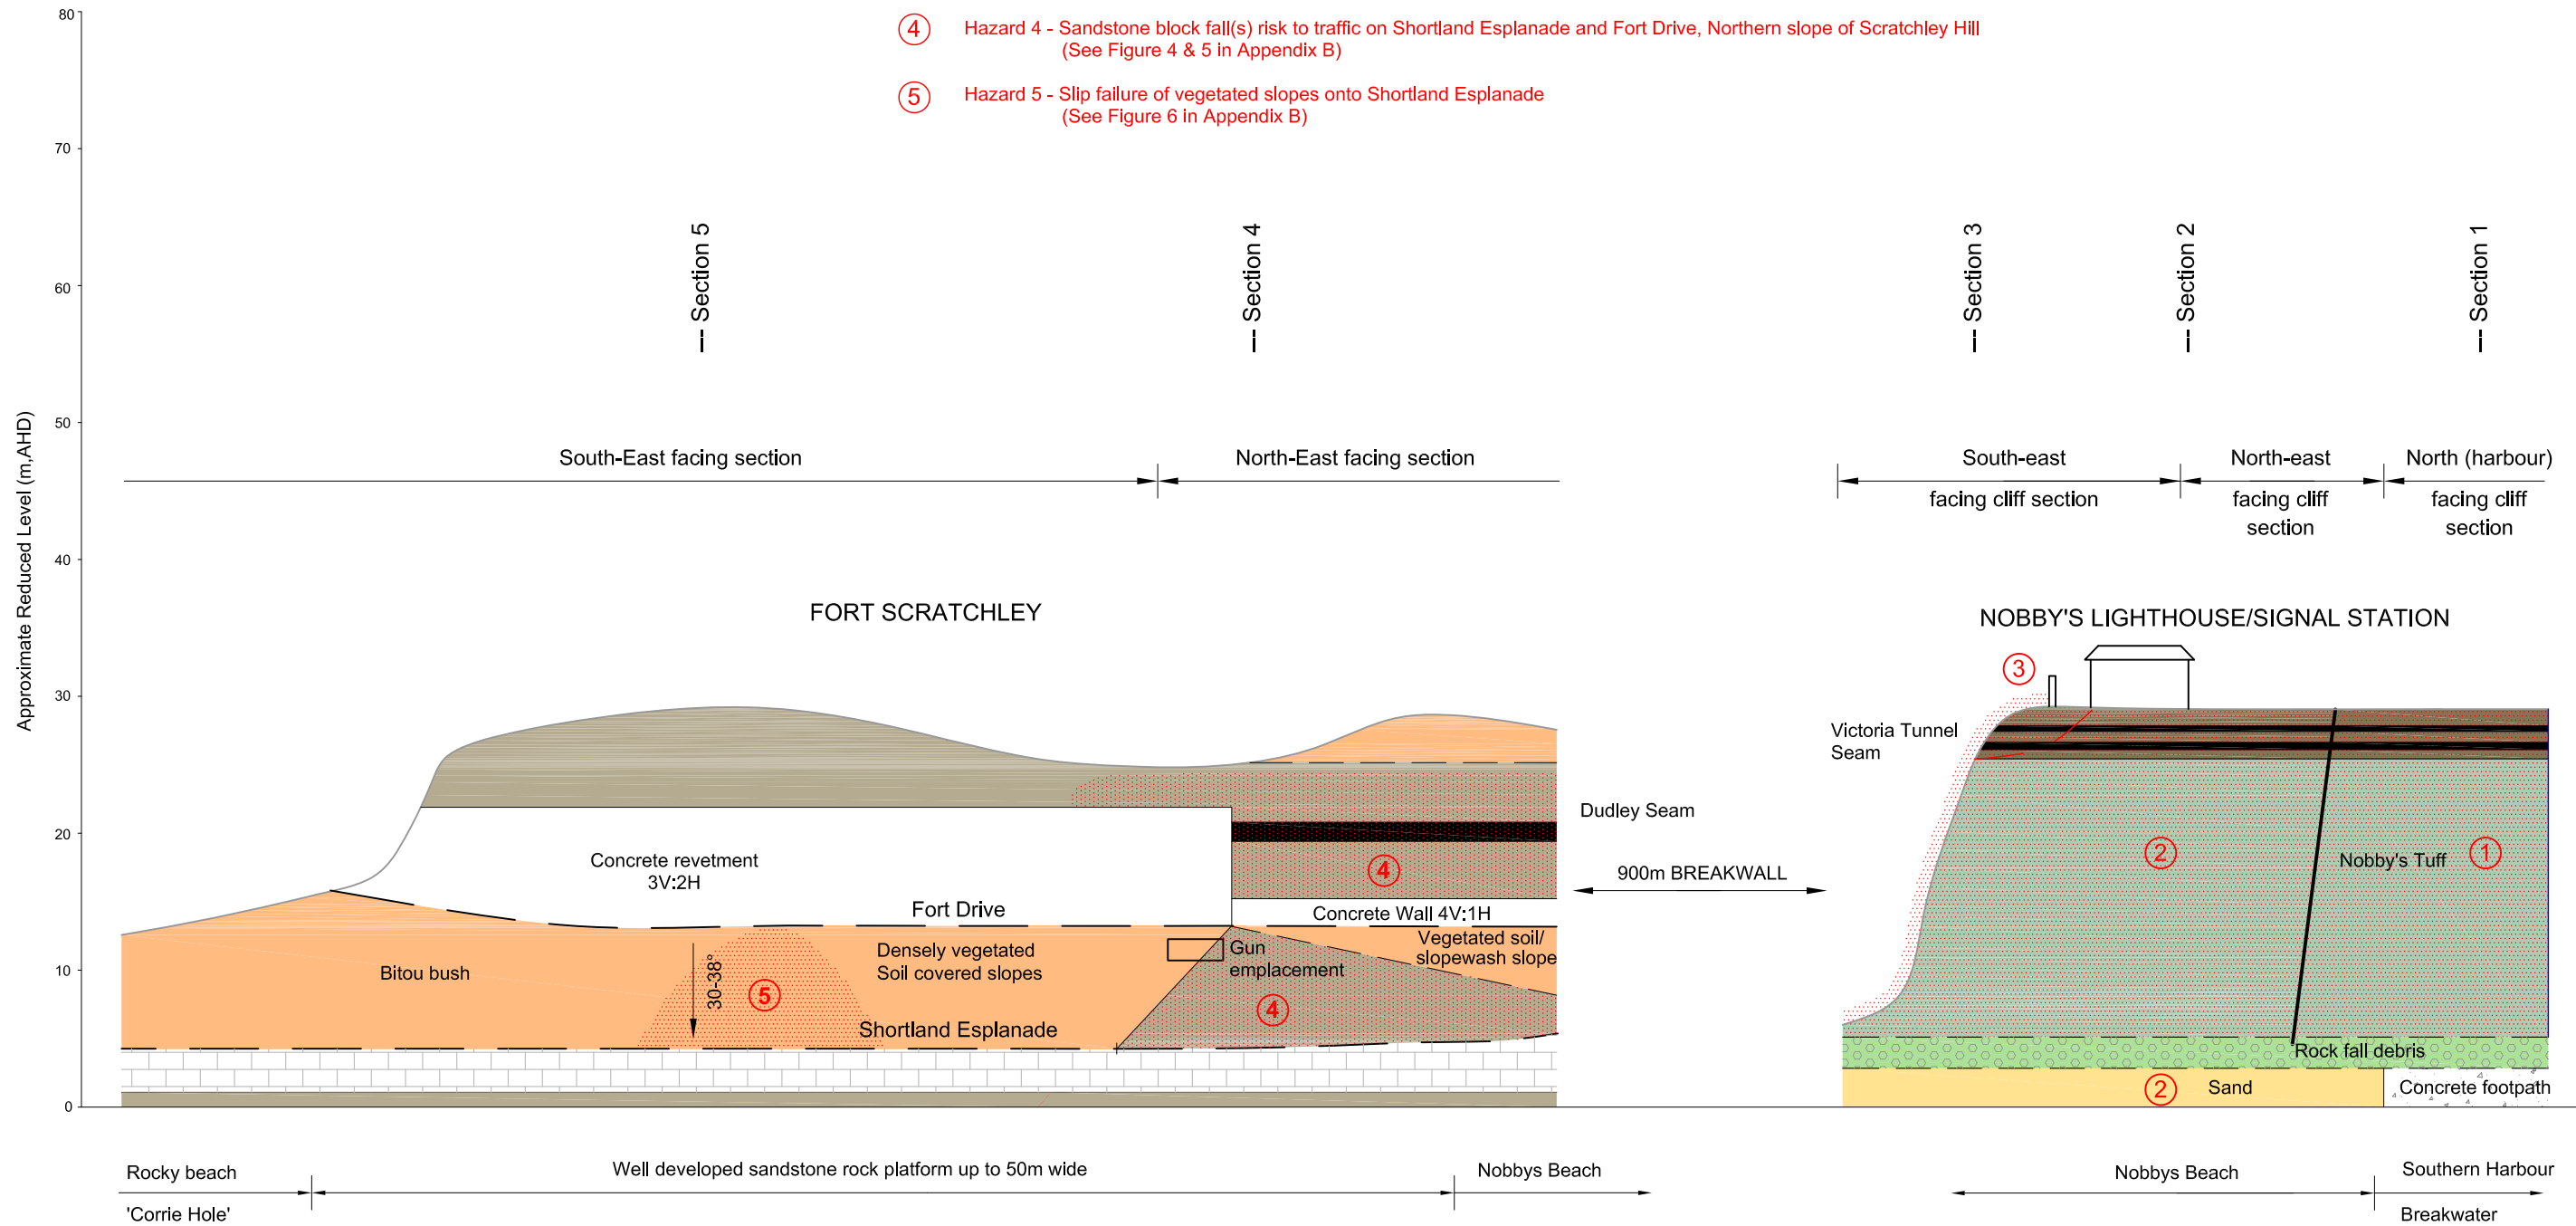 80
70
60
50
40
30
20
10
0
Approximate Reduced Level (m,AHD)
④ Hazard 4 - Sandstone block fall(s) risk to traffic on Shortland Esplanade and Fort Drive, Northern slope of Scratchley Hill
(See Figure 4 & 5 in Appendix B)
⑤ Hazard 5 - Slip failure of vegetated slopes onto Shortland Esplanade
(See Figure 6 in Appendix B)
Section 5
Section 4
Section 3
Section 2
Section 1
South-East facing section
North-East facing section
South-east
facing cliff section
North-east
facing cliff
section
North (harbour)
facing cliff
section
FORT SCRATCHLEY
NOBBY'S LIGHTHOUSE/SIGNAL STATION
③
Victoria Tunnel
Seam
Dudley Seam
Concrete revetment
3V:2H
④
900m BREAKWALL
②
Nobby's Tuff
①
Fort Drive
Concrete Wall 4V:1H
Bitou bush
30-38°
⑤
Densely vegetated
Soil covered slopes
Gun
emplacement
Vegetated soil/
slopewash slope
④
Shortland Esplanade
Rock fall debris
②
Sand
Concrete footpath
Rocky beach
'Corrie Hole'
Well developed sandstone rock platform up to 50m wide
Nobbys Beach
Nobbys Beach
Southern Harbour
Breakwater